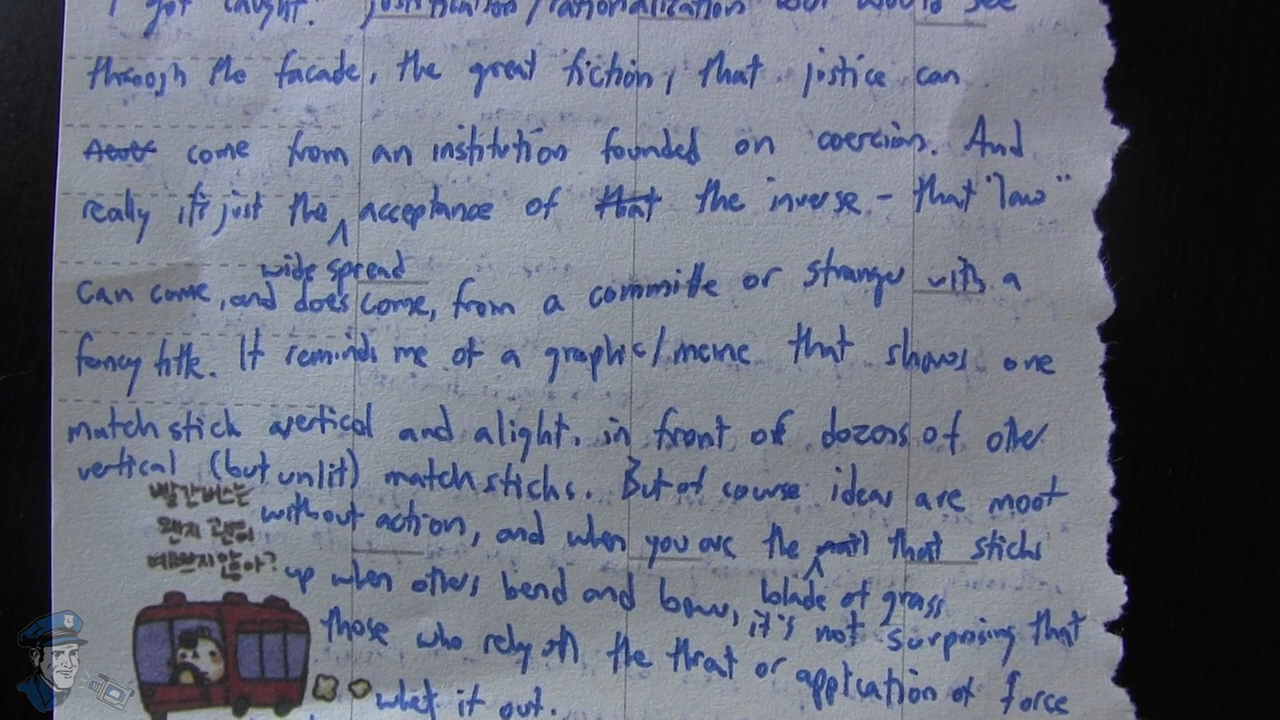 I got caught. justification/rationalization but would see
through the facade, the great fiction, that justice can
come from an institution founded on coercion. And
really it's just the acceptance of that the inverse - that "law"
wide spread
can come, and does come, from a committe or stranger with a
fancy title. It reminds me of a graphic/meme that shows one
matchstick vertical and alight, in front of dozens of other
vertical (but unlit) matchsticks. But of course ideas are moot
without action, and when you are the nail that sticks
blade of grass
up when others bend and bow, it's not surprising that
those who rely on the threat or application of force
what it out.
빨간버스는
왠지 괜히
예쁘지않아?